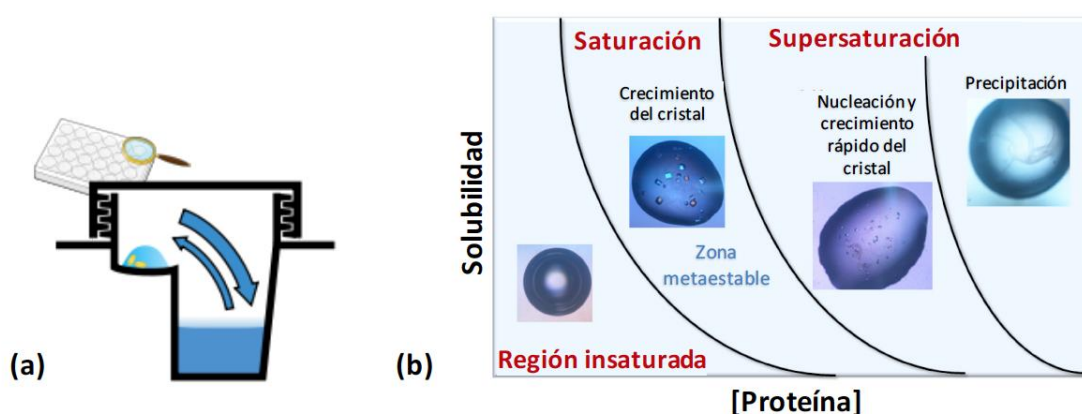 (a)
(b)
Solubilidad
Saturación
Supersaturación
Crecimiento
del cristal
Nucleación y
crecimiento
rápido del
cristal
Precipitación
Zona
metaestable
Región insaturada
[Proteína]